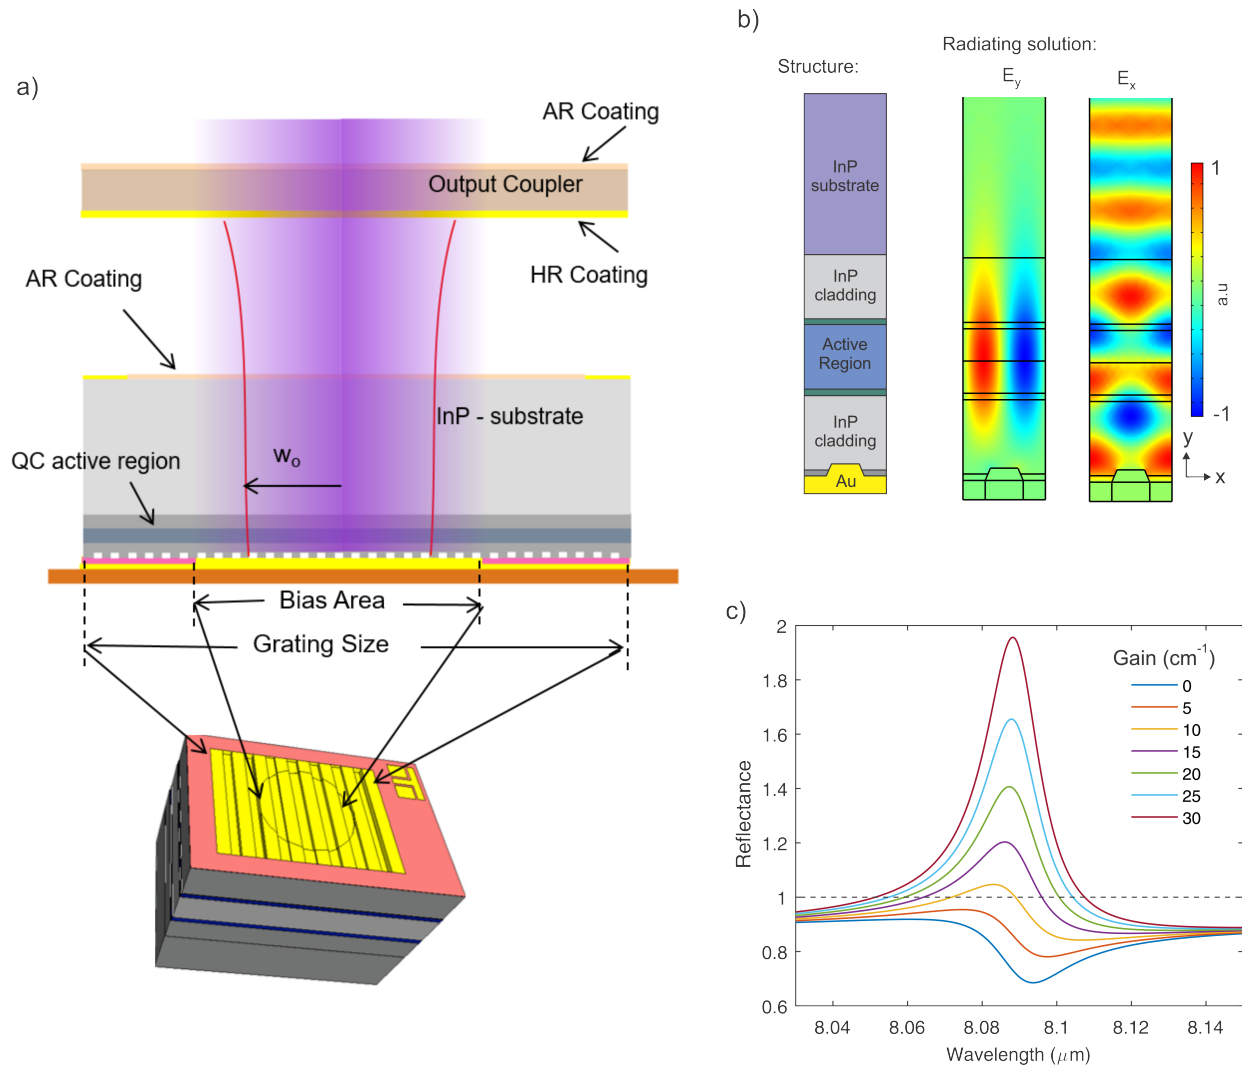 a)
AR Coating
Output Coupler
HR Coating
AR Coating
InP - substrate
QC active region
wo
Bias Area
Grating Size
b)
Radiating solution:
Structure:
Ey
Ex
InP
substrate
InP
cladding
Active
Region
InP
cladding
Au
1
a.u
-1
y
x
c)
2
1.8
1.6
1.4
1.2
1
0.8
0.6
Reflectance
Gain (cm-1)
0
5
10
15
20
25
30
8.04
8.06
8.08
8.1
8.12
8.14
Wavelength (μm)